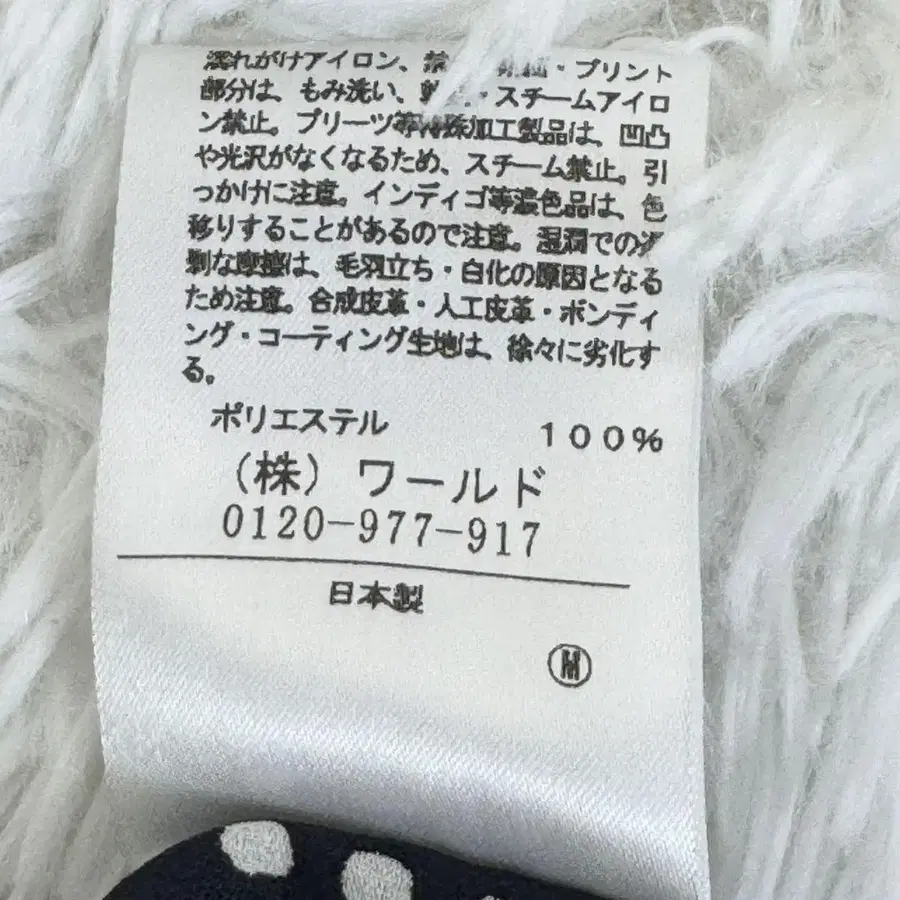 濡れがけアイロン、禁・プリント
部分は、もみ洗い、・スチームアイロ
ン禁止。プリーツ等特殊加工製品は、凹凸
や光沢がなくなるため、スチーム禁止。引
っかけに注意。インディゴ等濃色品は、色
移りすることがあるので注意。湿潤での過
剰な摩擦は、毛羽立ち・白化の原因となる
ため注意。合成皮革・人工皮革・ボンディ
ング・コーティング生地は、徐々に劣化す
る。
ポリエステル 100%
(株) ワールド
0120-977-917
日本製
Ⓜ